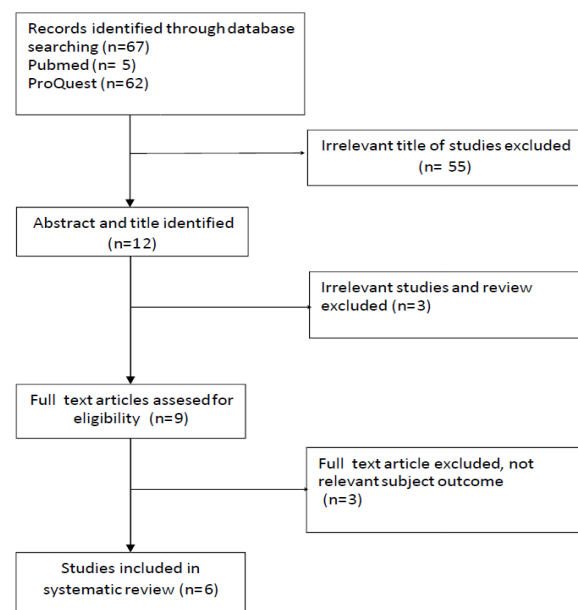 Records identified through database
searching (n=67)
Pubmed (n= 5)
ProQuest (n=62)
Irrelevant title of studies excluded
(n= 55)
Abstract and title identified
(n=12)
Irrelevant studies and review
excluded (n=3)
Full text articles assesed for
eligibility (n=9)
Full text article excluded, not
relevant subject outcome
(n=3)
Studies included in
systematic review (n=6)